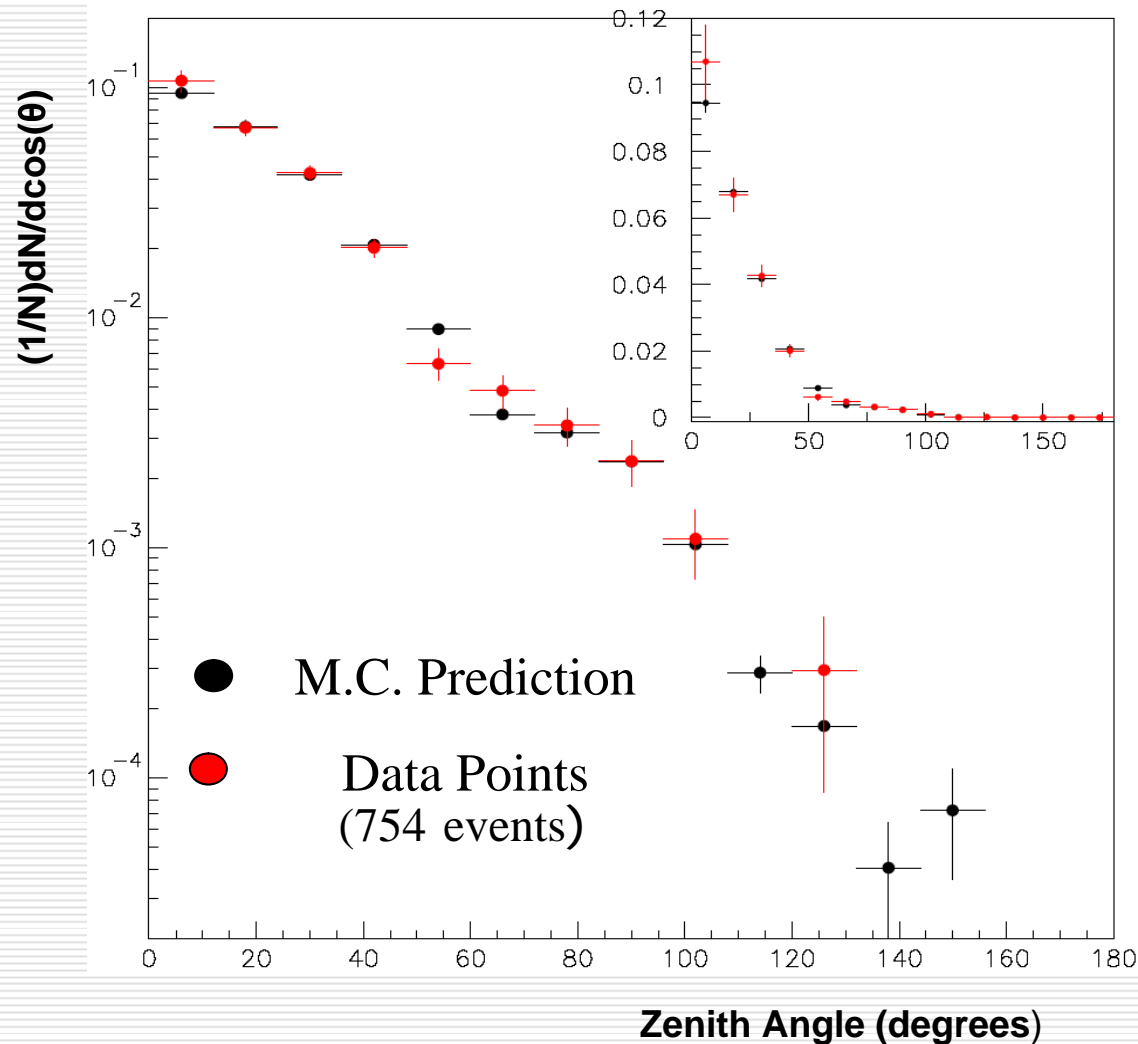 (1/N)dN/dcos(θ)
10^-1
10^-2
10^-3
10^-4
0.12
0.1
0.08
0.06
0.04
0.02
0
0 50 100 150
M.C. Prediction
Data Points
(754 events)
0 20 40 60 80 100 120 140 160 180
Zenith Angle (degrees)